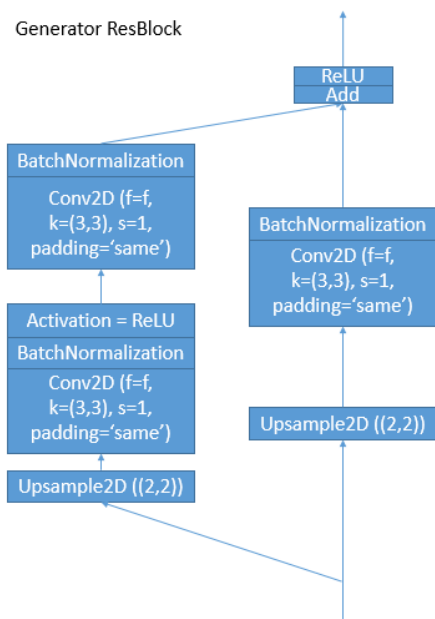 Generator ResBlock
ReLU
Add
BatchNormalization
Conv2D (f=f,
k=(3,3), s=1,
padding=‘same’)
BatchNormalization
Conv2D (f=f,
k=(3,3), s=1,
padding=‘same’)
Activation = ReLU
BatchNormalization
Conv2D (f=f,
k=(3,3), s=1,
padding=‘same’)
Upsample2D ((2,2))
Upsample2D ((2,2))